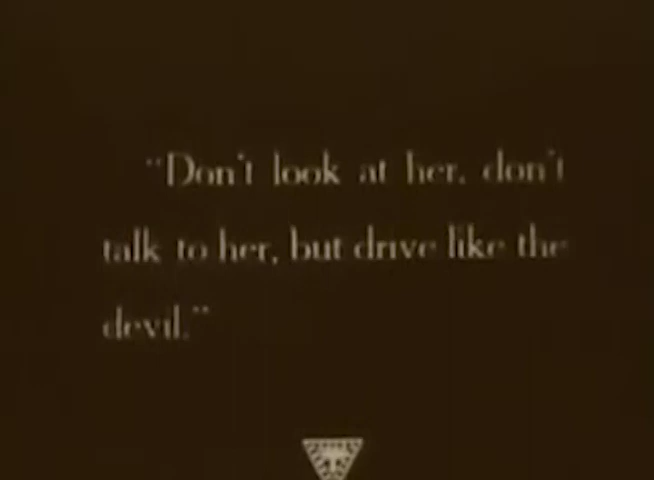 "Don't look at her, don't
talk to her, but drive like the
devil."